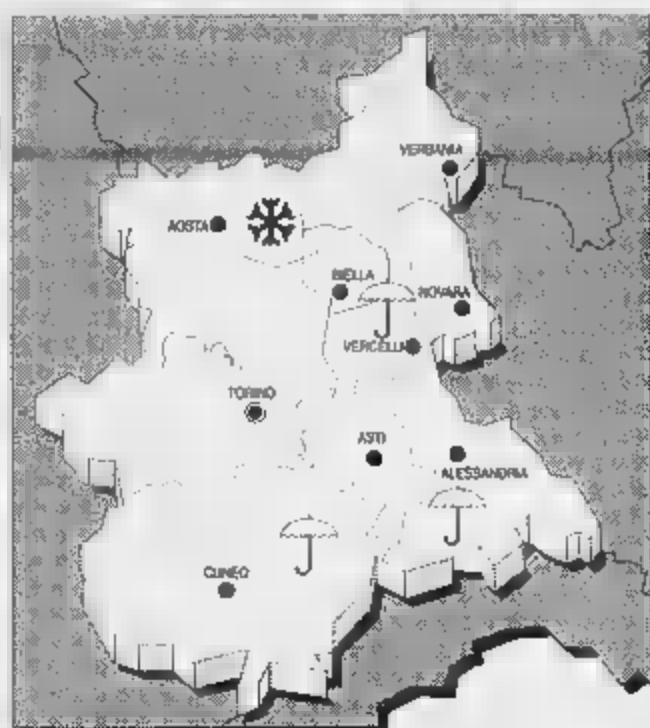 VERBANIA
AOSTA
BIELLA
NOVARA
VERCELLI
TORINO
ASTI
ALESSANDRIA
CUNEO